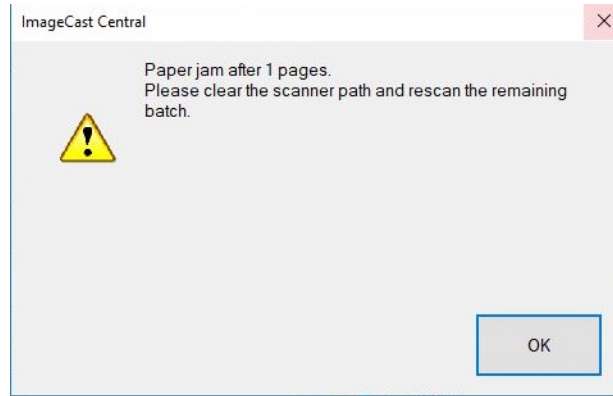 ImageCast Central
Paper jam after 1 pages.
Please clear the scanner path and rescan the remaining
batch.
OK